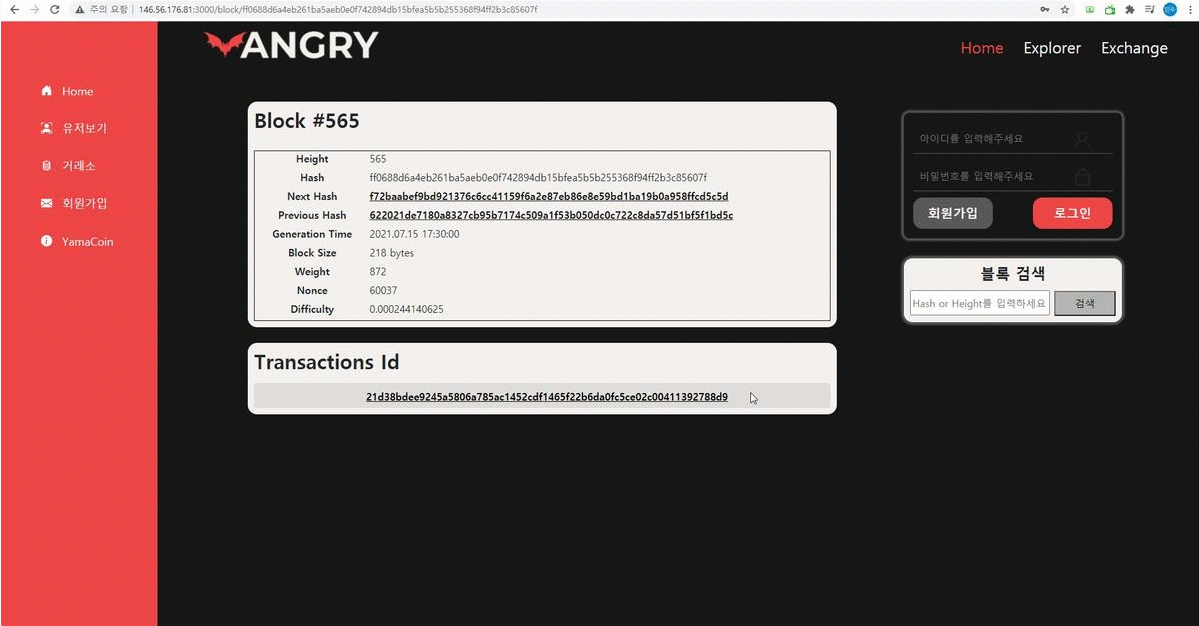 주의 요함 | 146.56.176.81:3000/block/ff0688d6a4eb261ba5aeb0e0f742894db15bfea5b5b255368f94ff2b3c85607f
ANGRY
Home Explorer Exchange
Home
유저보기
거래소
회원가입
YamaCoin
Block #565
Height 565
Hash ff0688d6a4eb261ba5aeb0e0f742894db15bfea5b5b255368f94ff2b3c85607f
Next Hash f72baabef9bd921376c6cc41159f6a2e87eb86e8e59bd1ba19b0a958ffcd5c5d
Previous Hash 622021de7180a8327cb95b7174c509a1f53b050dc0c722c8da57d51bf5f1bd5c
Generation Time 2021.07.15 17:30:00
Block Size 218 bytes
Weight 872
Nonce 60037
Difficulty 0.000244140625
Transactions Id
21d38bdee9245a5806a785ac1452cdf1465f22b6da0fc5ce02c00411392788d9
아이디를 입력해주세요
비밀번호를 입력해주세요
회원가입 로그인
블록 검색
Hash or Height를 입력하세요 검색